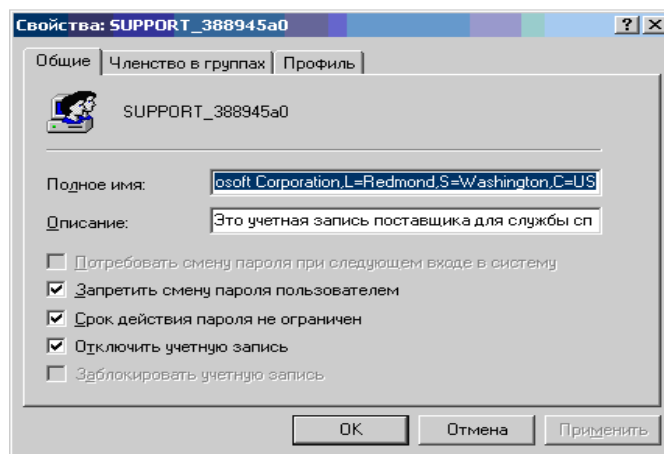 Свойства: SUPPORT_388945a0
Общие Членство в группах Профиль
SUPPORT_388945a0
Полное имя: osoft Corporation,L=Redmond,S=Washington,C=US
Описание: Это учетная запись поставщика для службы сп
Потребовать смену пароля при следующем входе в систему
Запретить смену пароля пользователем
Срок действия пароля не ограничен
Отключить учетную запись
Заблокировать учетную запись
OK Отмена Применить